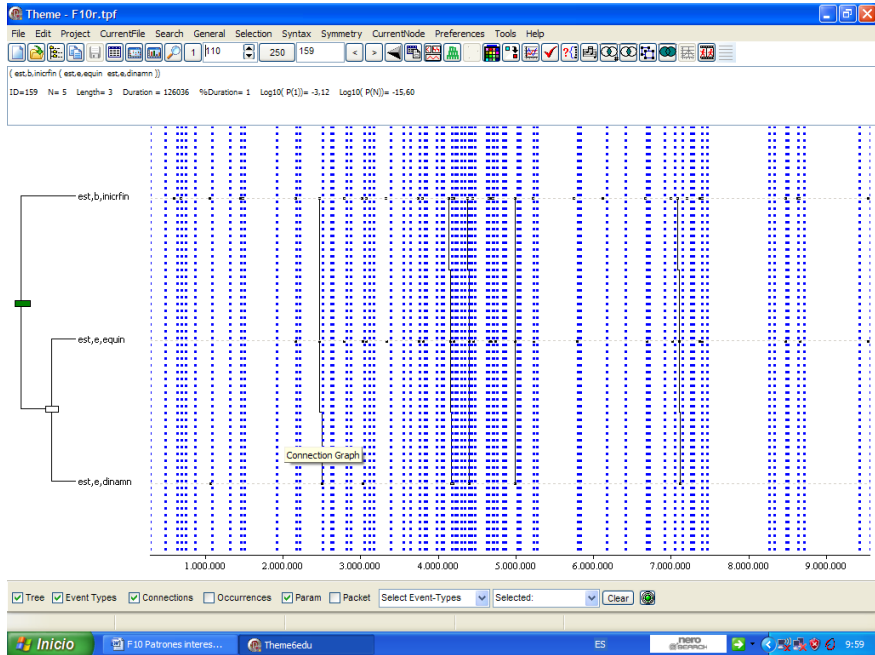 Theme - F10r.tpf
File Edit Project CurrentFile Search General Selection Syntax Symmetry CurrentNode Preferences Tools Help
1 110 250 159 < >
( est,b,inicrfin ( est,e,equin est,e,dinamn ))
ID=159 N= 5 Length= 3 Duration = 126036 %Duration= 1 Log10( P(1))= -3,12 Log10( P(N))= -15,60
est,b,inicrfin
est,e,equin
Connection Graph
est,e,dinamn
1.000.000 2.000.000 3.000.000 4.000.000 5.000.000 6.000.000 7.000.000 8.000.000 9.000.000
Tree Event Types Connections Occurrences Param Packet Select Event-Types Selected: Clear
Inicio F10 Patrones interes... Theme6edu ES nero SEARCH 9:59